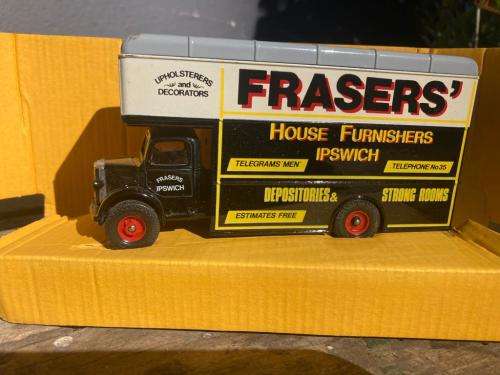 UPHOLSTERERS
and
DECORATORS
FRASERS'
HOUSE FURNISHERS
IPSWICH
TELEGRAMS 'MEN'
TELEPHONE No 35
FRASERS
IPSWICH
DEPOSITORIES & STRONG ROOMS
ESTIMATES FREE